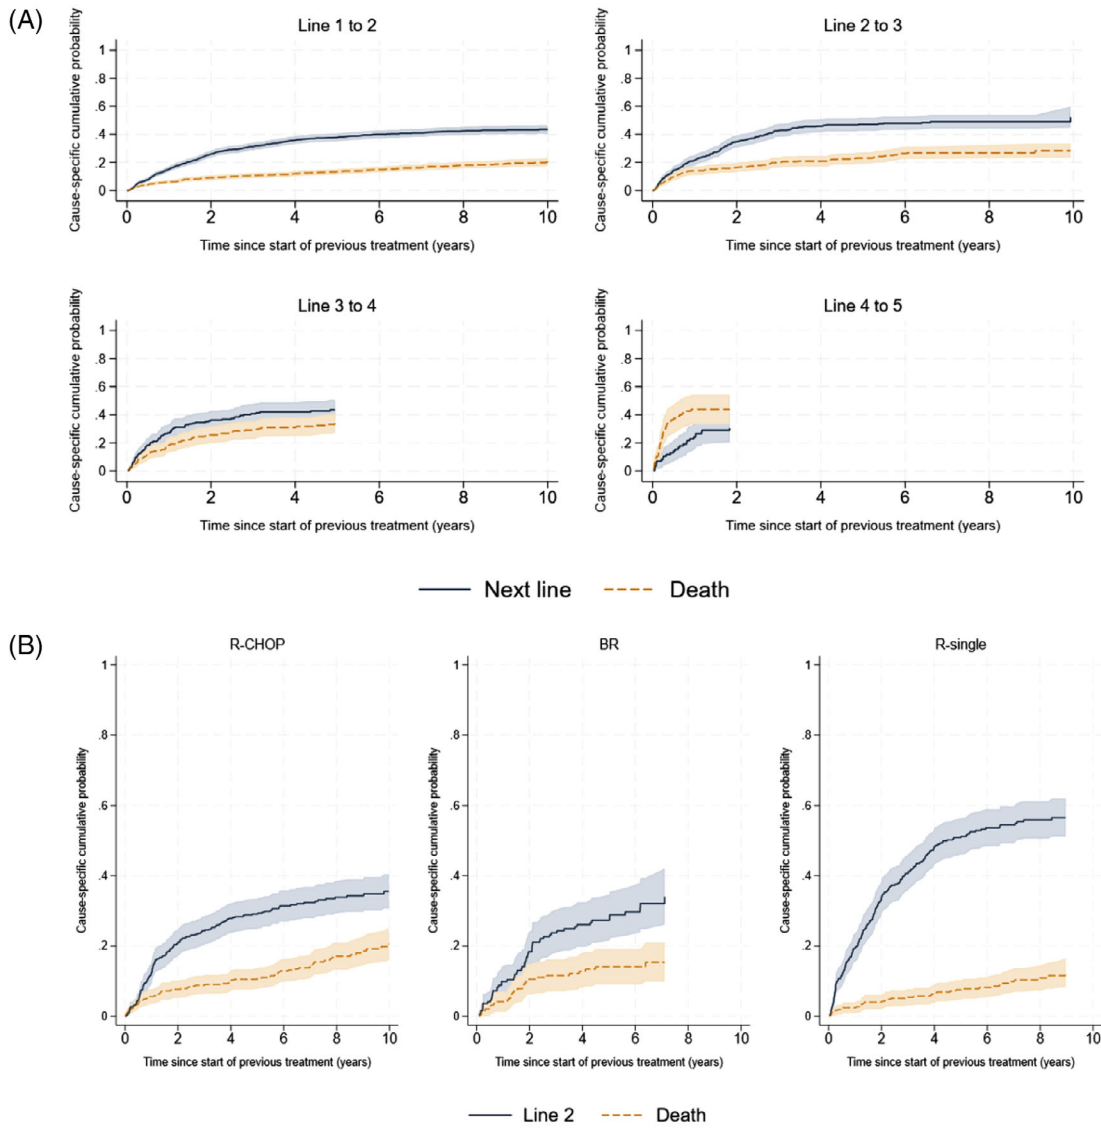 (A)
Line 1 to 2
Cause-specific cumulative probability
1
.8
.6
.4
.2
0
0 2 4 6 8 10
Time since start of previous treatment (years)
Line 2 to 3
Cause-specific cumulative probability
1
.8
.6
.4
.2
0
0 2 4 6 8 10
Time since start of previous treatment (years)
Line 3 to 4
Cause-specific cumulative probability
1
.8
.6
.4
.2
0
0 2 4 6 8 10
Time since start of previous treatment (years)
Line 4 to 5
Cause-specific cumulative probability
1
.8
.6
.4
.2
0
0 2 4 6 8 10
Time since start of previous treatment (years)
Next line Death
(B)
R-CHOP
Cause-specific cumulative probability
1
.8
.6
.4
.2
0
0 2 4 6 8 10
Time since start of previous treatment (years)
BR
Cause-specific cumulative probability
1
.8
.6
.4
.2
0
0 2 4 6 8 10
Time since start of previous treatment (years)
R-single
Cause-specific cumulative probability
1
.8
.6
.4
.2
0
0 2 4 6 8 10
Time since start of previous treatment (years)
Line 2 Death